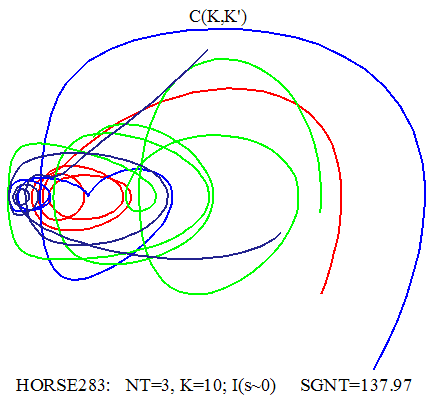 C(K,K')
HORSE283: NT=3, K=10; I(s~0) SGNT=137.97